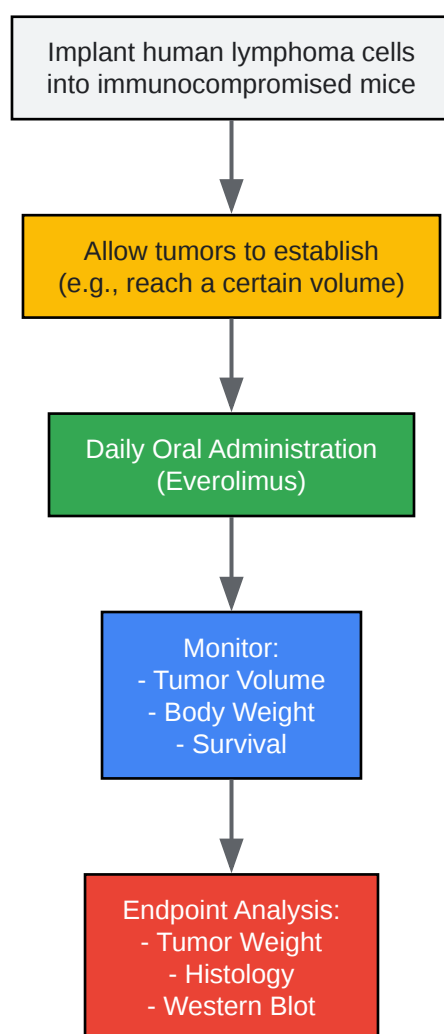 Implant human lymphoma cells
into immunocompromised mice
Allow tumors to establish
(e.g., reach a certain volume)
Daily Oral Administration
(Everolimus)
Monitor:
- Tumor Volume
- Body Weight
- Survival
Endpoint Analysis:
- Tumor Weight
- Histology
- Western Blot